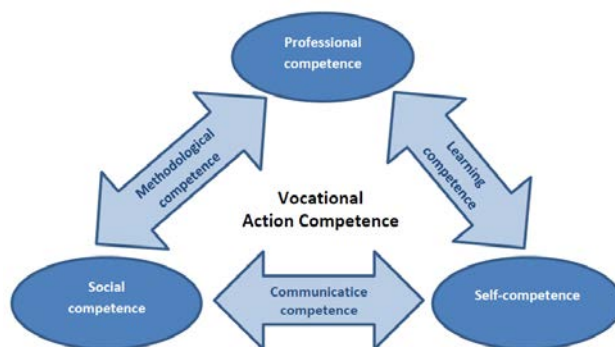 Professional
competence
Methodological
competence
Learning
competence
Vocational
Action Competence
Social
competence
Communicatice
competence
Self-competence